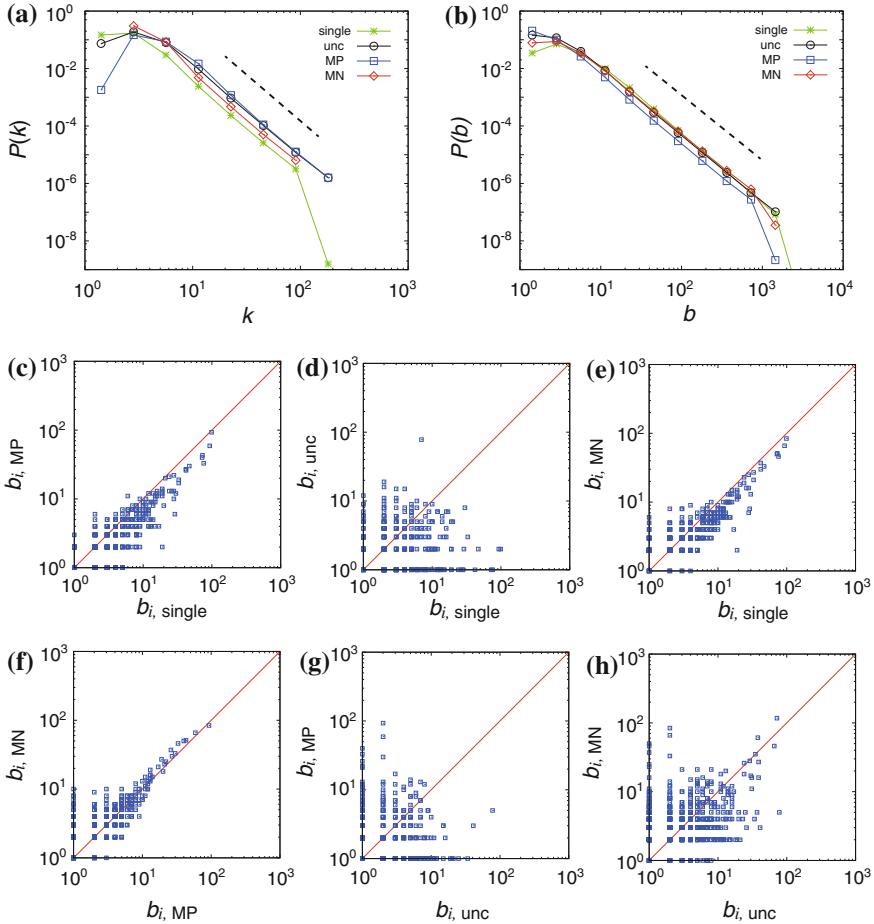 (a)
10^0
10^-2
10^-4
10^-6
10^-8
P(k)
single
unc
MP
MN
10^0
10^1
10^2
10^3
k
(b)
10^0
10^-2
10^-4
10^-6
10^-8
P(b)
single
unc
MP
MN
10^0
10^1
10^2
10^3
10^4
b
(c)
10^3
10^2
10^1
10^0
b_i, MP
10^0
10^1
10^2
10^3
b_i, single
(d)
10^3
10^2
10^1
10^0
b_i, unc
10^0
10^1
10^2
10^3
b_i, single
(e)
10^3
10^2
10^1
10^0
b_i, MN
10^0
10^1
10^2
10^3
b_i, single
(f)
10^3
10^2
10^1
10^0
b_i, MN
10^0
10^1
10^2
10^3
b_i, MP
(g)
10^3
10^2
10^1
10^0
b_i, MP
10^0
10^1
10^2
10^3
b_i, unc
(h)
10^3
10^2
10^1
10^0
b_i, MN
10^0
10^1
10^2
10^3
b_i, unc